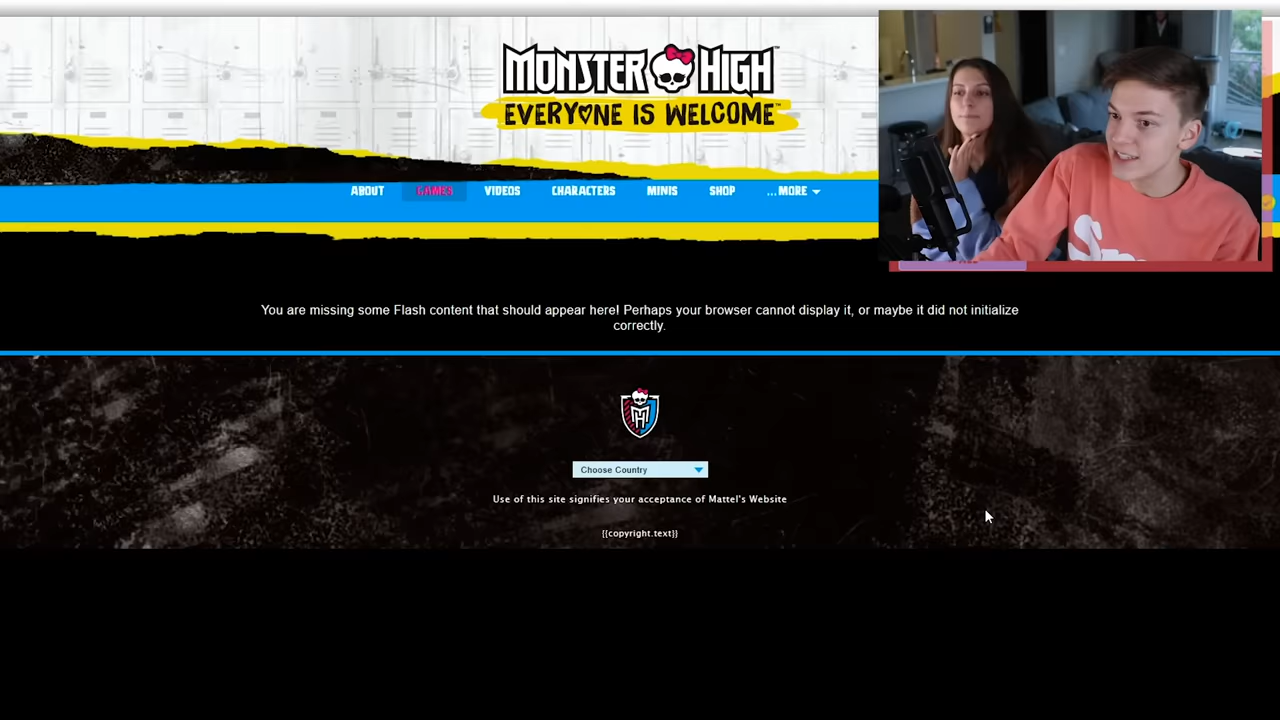 MONSTER HIGH™
EVERYONE IS WELCOME™
ABOUT GAMES VIDEOS CHARACTERS MINIS SHOP ...MORE
You are missing some Flash content that should appear here! Perhaps your browser cannot display it, or maybe it did not initialize
correctly.
Choose Country
Use of this site signifies your acceptance of Mattel's Website
{{copyright.text}}